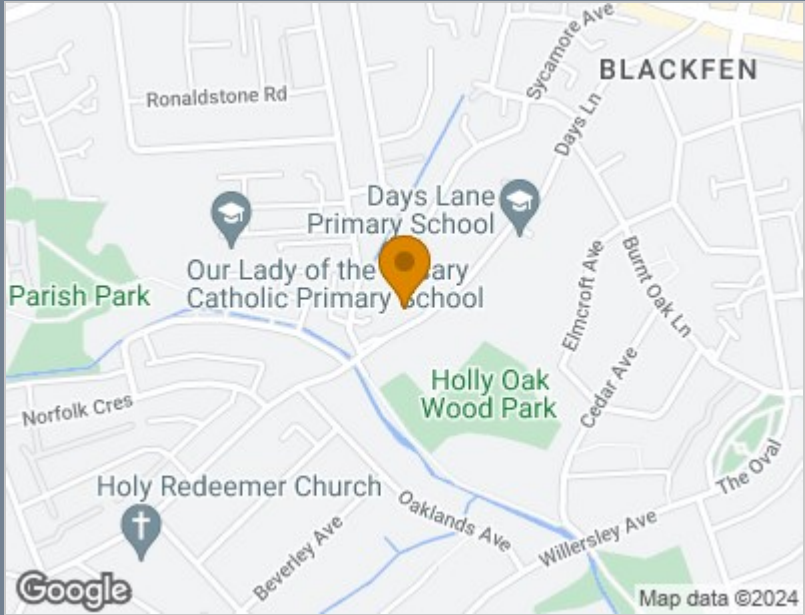 Sycamore Ave
BLACKFEN
Ronaldstone Rd
Days Ln
Days Lane
Primary School
Our Lady of the
Catholic Primary School
Parish Park
Burnt Oak Ln
Elmcroft Ave
Holly Oak
Wood Park
Cedar Ave
Norfolk Cres
The Oval
Holy Redeemer Church
Oaklands Ave
Willersley Ave
Beverley Ave
Google
Map data ©2024